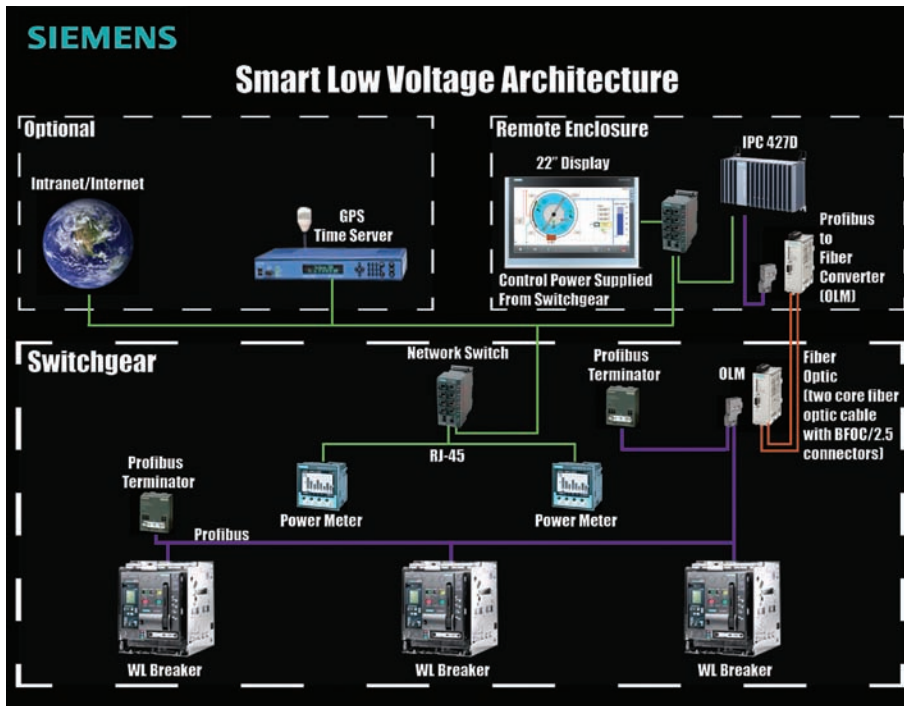 SIEMENS
Smart Low Voltage Architecture
Optional
Intranet/Internet
GPS
Time Server
Remote Enclosure
22" Display
IPC 427D
Control Power Supplied
From Switchgear
Profibus
to
Fiber
Converter
(OLM)
Switchgear
Network Switch
RJ-45
Power Meter
Power Meter
Profibus
Terminator
OLM
Fiber
Optic
(two core fiber
optic cable
with BFOC/2.5
connectors)
Profibus
Terminator
Profibus
WL Breaker
WL Breaker
WL Breaker